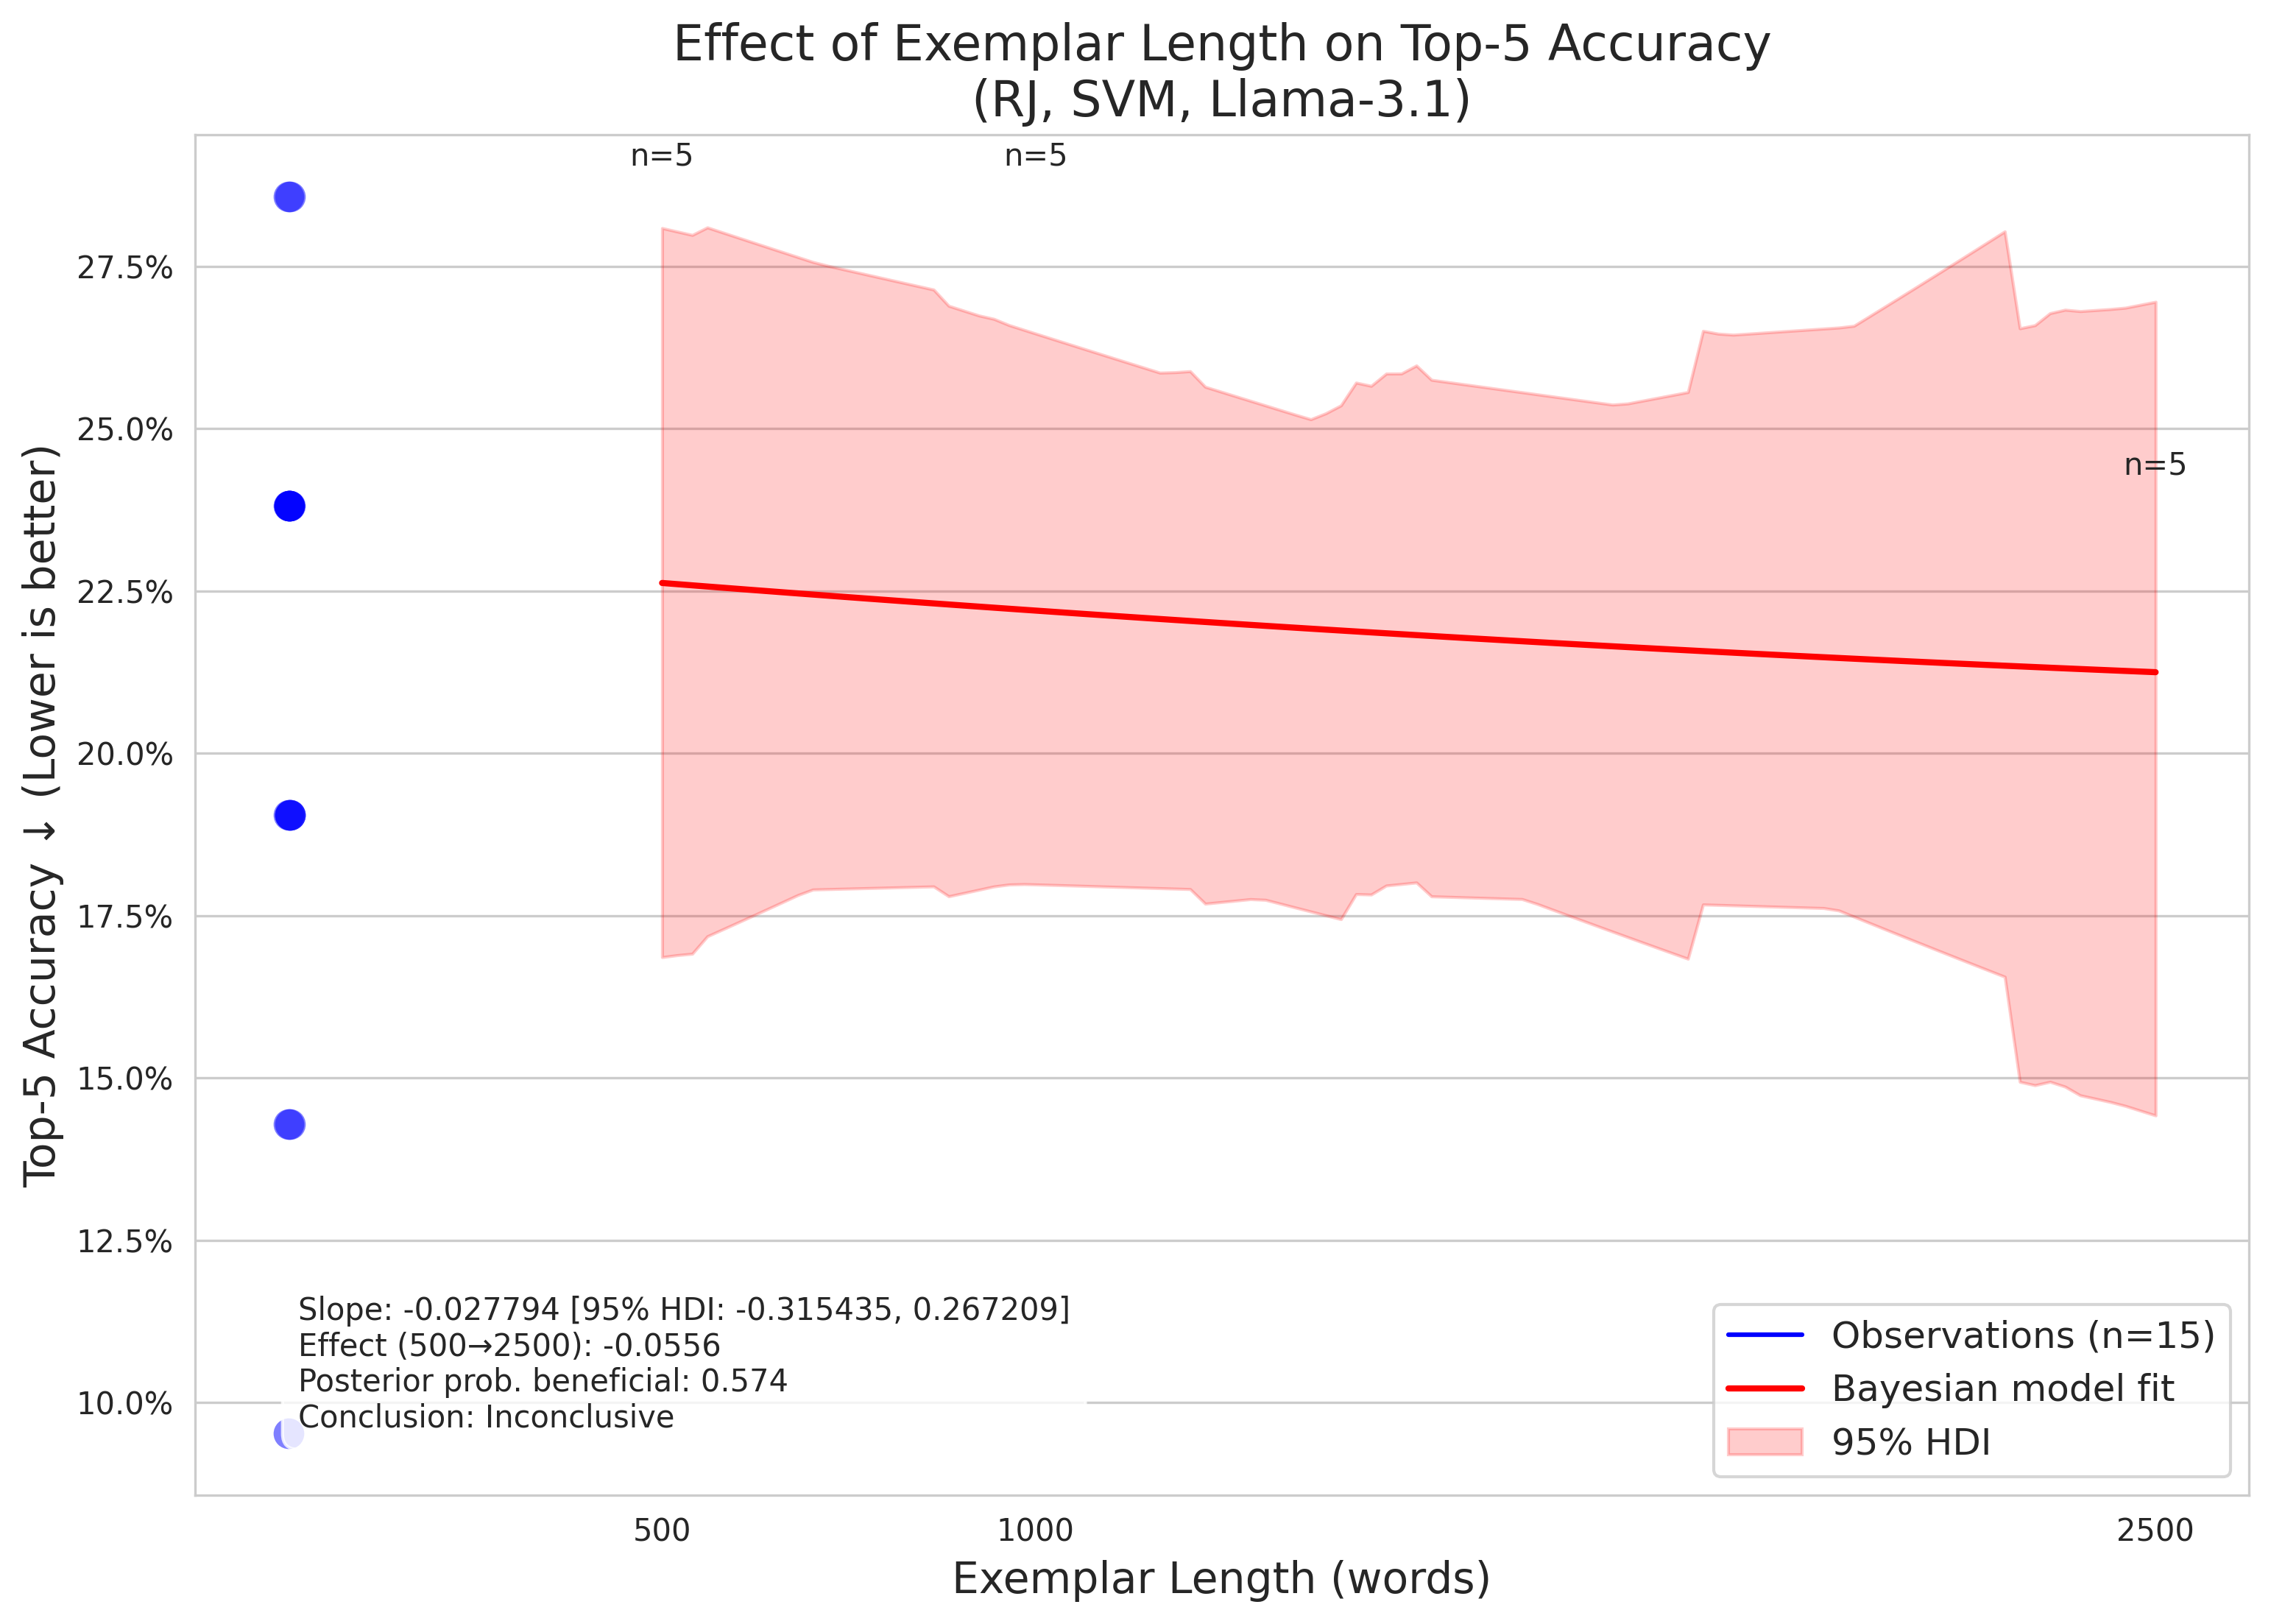 Effect of Exemplar Length on Top-5 Accuracy
(RJ, SVM, Llama-3.1)
n=5
n=5
n=5
27.5%
25.0%
22.5%
20.0%
17.5%
15.0%
12.5%
10.0%
Top-5 Accuracy ↓ (Lower is better)
Slope: -0.027794 [95% HDI: -0.315435, 0.267209]
Effect (500→2500): -0.0556
Posterior prob. beneficial: 0.574
Conclusion: Inconclusive
Observations (n=15)
Bayesian model fit
95% HDI
500
1000
2500
Exemplar Length (words)